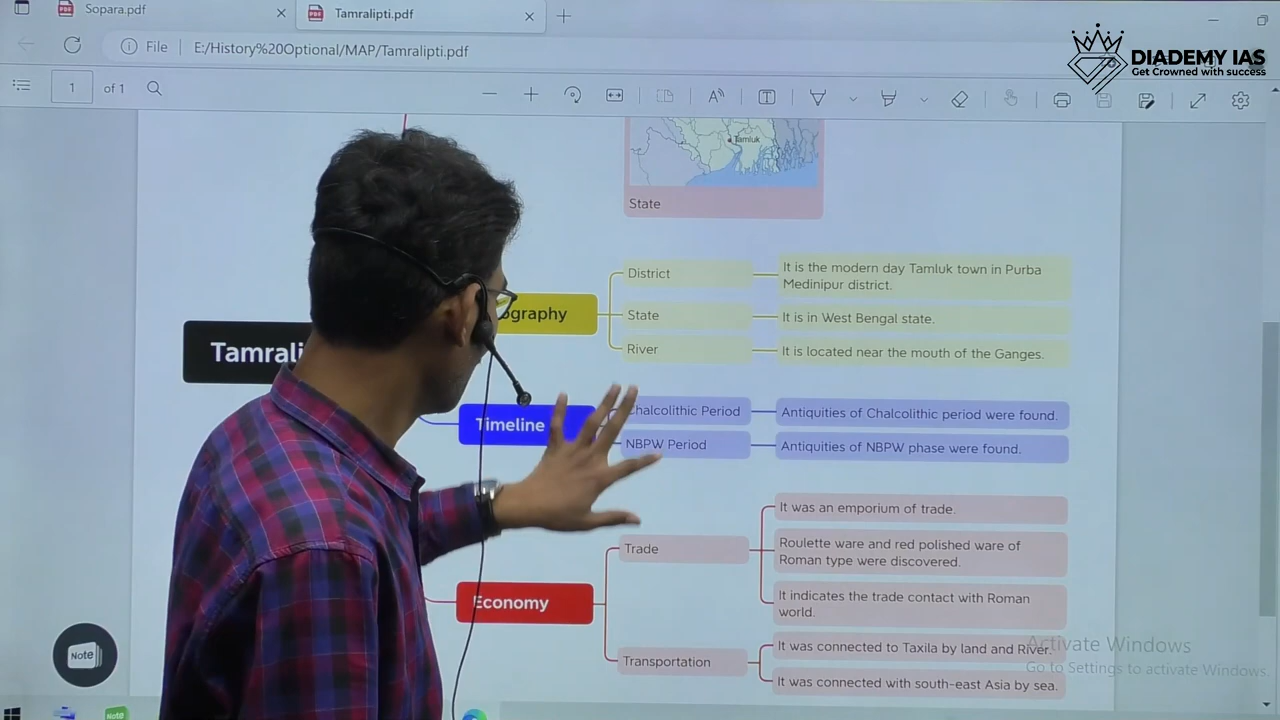 Sopara.pdf
Tamralipti.pdf
File
E:/History%20Optional/MAP/Tamralipti.pdf
DIADEMY IAS
Get Crowned with success
1
of 1
Tamluk
State
ography
District
It is the modern day Tamluk town in Purba
Medinipur district.
State
It is in West Bengal state.
River
It is located near the mouth of the Ganges.
Tamrali
Timeline
Chalcolithic Period
Antiquities of Chalcolithic period were found.
NBPW Period
Antiquities of NBPW phase were found.
Economy
Trade
It was an emporium of trade.
Roulette ware and red polished ware of
Roman type were discovered.
It indicates the trade contact with Roman
world.
Transportation
It was connected to Taxila by land and River.
It was connected with south-east Asia by sea.
Note
Activate Windows
Go to Settings to activate Windows.
Note